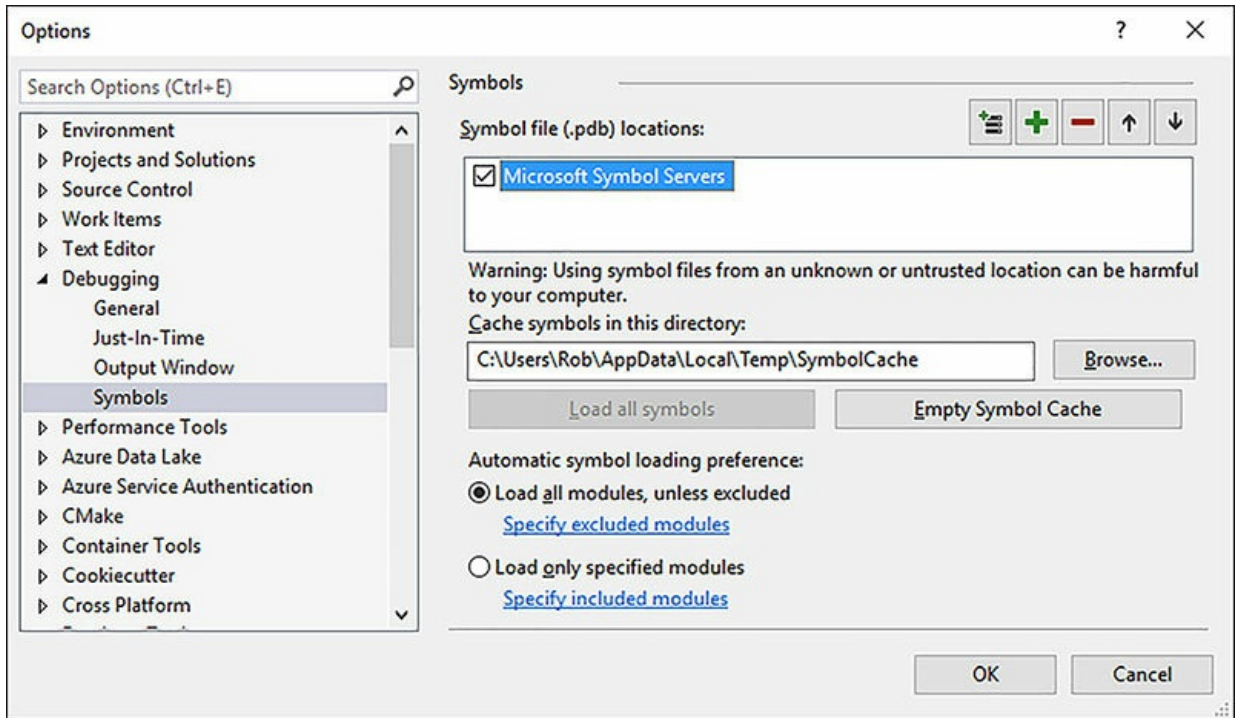 Options
Search Options (Ctrl+E)
Environment
Projects and Solutions
Source Control
Work Items
Text Editor
Debugging
General
Just-In-Time
Output Window
Symbols
Performance Tools
Azure Data Lake
Azure Service Authentication
CMake
Container Tools
Cookiecutter
Cross Platform
Symbols
Symbol file (.pdb) locations:
Microsoft Symbol Servers
Warning: Using symbol files from an unknown or untrusted location can be harmful
to your computer.
Cache symbols in this directory:
C:\Users\Rob\AppData\Local\Temp\SymbolCache
Browse...
Load all symbols
Empty Symbol Cache
Automatic symbol loading preference:
Load all modules, unless excluded
Specify excluded modules
Load only specified modules
Specify included modules
OK
Cancel